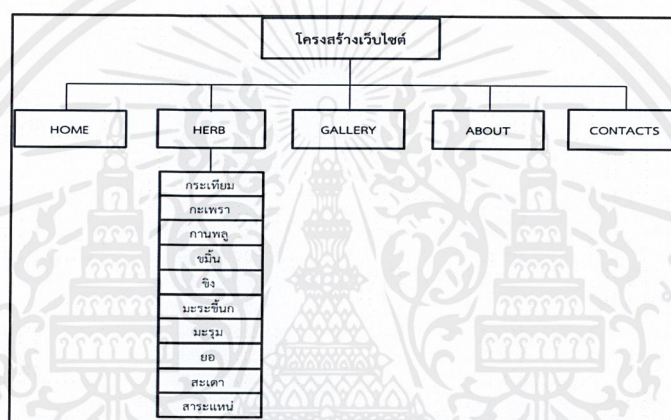 โครงสร้างเว็บไซต์
HOME HERB GALLERY ABOUT CONTACTS
กระเทียม
กะเพรา
กานพลู
ขมิ้น
ขิง
มะระขี้นก
มะรุม
ยอ
สะเดา
สาระแหน่